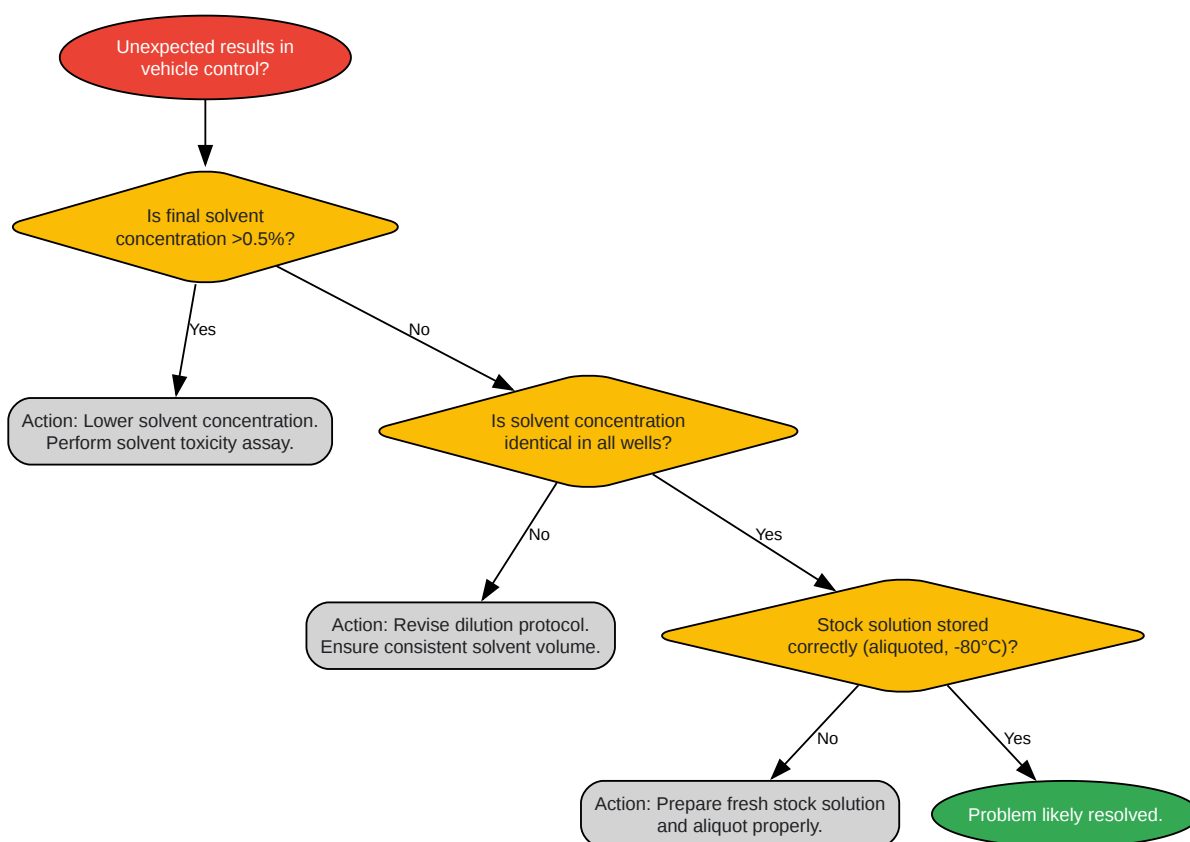 Unexpected results in
vehicle control?
Is final solvent
concentration >0.5%?
Yes
No
Action: Lower solvent concentration.
Perform solvent toxicity assay.
Is solvent concentration
identical in all wells?
No
Yes
Action: Revise dilution protocol.
Ensure consistent solvent volume.
Stock solution stored
correctly (aliquoted, -80°C)?
No
Yes
Action: Prepare fresh stock solution
and aliquot properly.
Problem likely resolved.